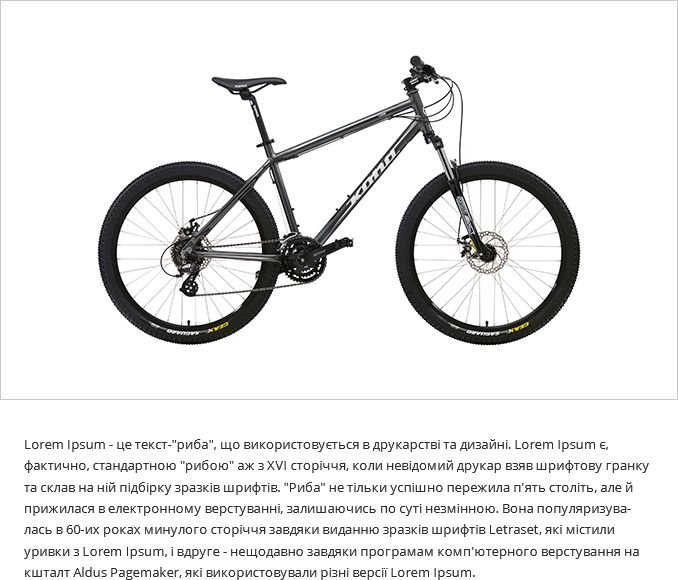 kona
GEAX SAGUARO
GEAX SAGUARO
Lorem Ipsum - це текст-"риба", що використовується в друкарстві та дизайні. Lorem Ipsum є,
фактично, стандартною "рибою" аж з XVI сторіччя, коли невідомий друкар взяв шрифтову гранку
та склав на ній підбірку зразків шрифтів. "Риба" не тільки успішно пережила п'ять століть, але й
прижилася в електронному верстуванні, залишаючись по суті незмінною. Вона популяризува-
лась в 60-их роках минулого сторіччя завдяки виданню зразків шрифтів Letraset, які містили
уривки з Lorem Ipsum, і вдруге - нещодавно завдяки програмам комп'ютерного верстування на
кшталт Aldus Pagemaker, які використовували різні версії Lorem Ipsum.